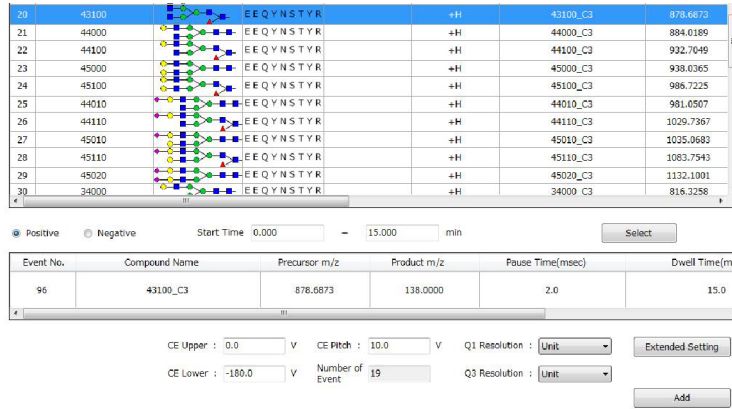 20 43100 EEQYNSTYR +H 43100_C3 878.6873
21 44000 EEQYNSTYR +H 44000_C3 884.0189
22 44100 EEQYNSTYR +H 44100_C3 932.7049
23 45000 EEQYNSTYR +H 45000_C3 938.0365
24 45100 EEQYNSTYR +H 45100_C3 986.7225
25 44010 EEQYNSTYR +H 44010_C3 981.0507
26 44110 EEQYNSTYR +H 44110_C3 1029.7367
27 45010 EEQYNSTYR +H 45010_C3 1035.0683
28 45110 EEQYNSTYR +H 45110_C3 1083.7543
29 45020 EEQYNSTYR +H 45020_C3 1132.1001
30 34000 EEQYNSTYR +H 34000_C3 816.3258
Positive Negative Start Time 0.000 – 15.000 min Select
Event No. Compound Name Precursor m/z Product m/z Pause Time(msec) Dwell Time(m
96 43100_C3 878.6873 138.0000 2.0 15.0
CE Upper : 0.0 V CE Pitch : 10.0 V Q1 Resolution : Unit Extended Setting
CE Lower : -180.0 V Number of Event 19 Q3 Resolution : Unit
Add